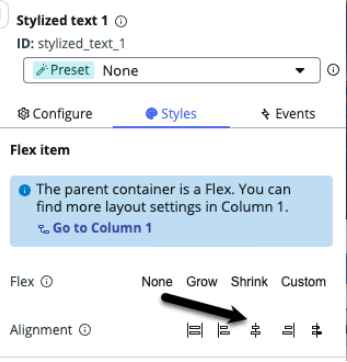 Stylized text 1
ID: stylized_text_1
Preset None
Configure Styles Events
Flex item
The parent container is a Flex. You can
find more layout settings in Column 1.
Go to Column 1
Flex None Grow Shrink Custom
Alignment